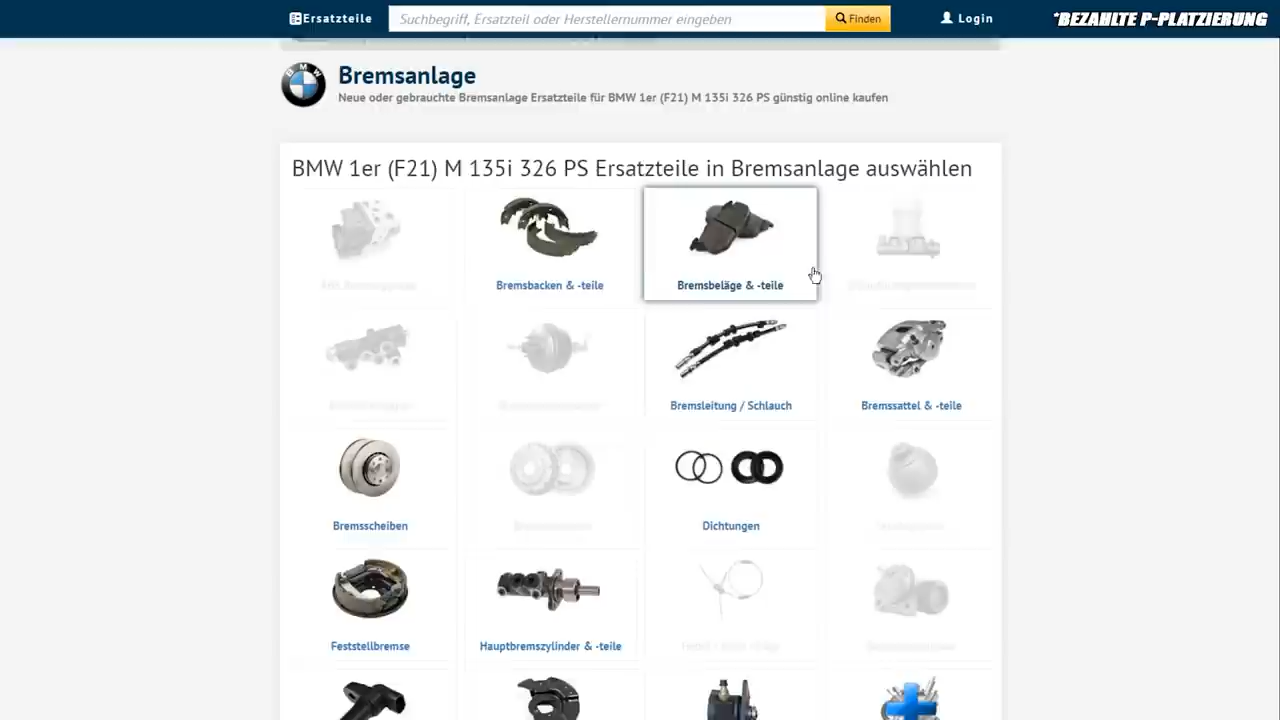 Ersatzteile
Suchbegriff, Ersatzteil oder Herstellernummer eingeben
Finden
Login
*BEZAHLTE P-PLATZIERUNG
BMW
Bremsanlage
Neue oder gebrauchte Bremsanlage Ersatzteile für BMW 1er (F21) M 135i 326 PS günstig online kaufen
BMW 1er (F21) M 135i 326 PS Ersatzteile in Bremsanlage auswählen
Bremsbacken & -teile
Bremsbeläge & -teile
Bremsleitung / Schlauch
Bremssattel & -teile
Bremsscheiben
Dichtungen
Feststellbremse
Hauptbremszylinder & -teile